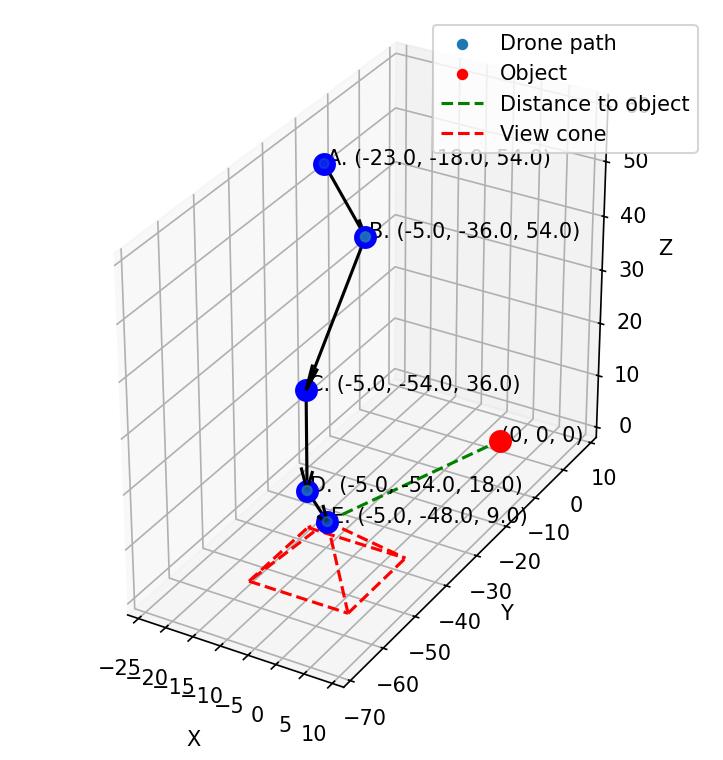 Drone path
Object
Distance to object
View cone
A. (-23.0, -18.0, 54.0)
B. (-5.0, -36.0, 54.0)
C. (-5.0, -54.0, 36.0)
(0, 0, 0)
D. (-5.0, -54.0, 18.0)
E. (-5.0, -48.0, 9.0)
50
40
30
20
10
0
Z
10
0
−10
−20
−30
−40
−50
−60
−70
Y
−25
−20
−15
−10
−5
0
5
10
X